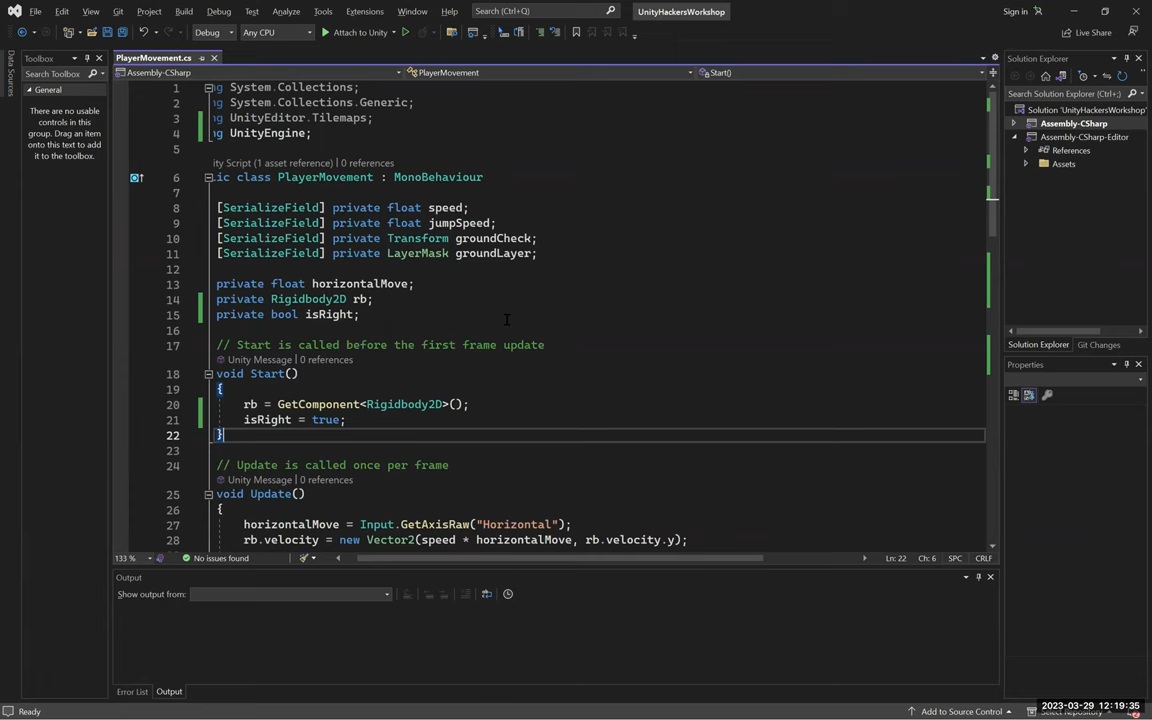 File Edit View Git Project Build Debug Test Analyze Tools Extensions Window Help Search (Ctrl+Q) UnityHackersWorkshop Sign in
Debug Any CPU Attach to Unity Live Share
Data Sources
Toolbox
Search Toolbox
General
There are no usable
controls in this
group. Drag an item
onto this text to add
it to the toolbox.
PlayerMovement.cs
Assembly-CSharp PlayerMovement Start()
1 g System.Collections;
2 g System.Collections.Generic;
3 g UnityEditor.Tilemaps;
4 g UnityEngine;
5
ity Script (1 asset reference) | 0 references
6 ic class PlayerMovement : MonoBehaviour
7
8 [SerializeField] private float speed;
9 [SerializeField] private float jumpSpeed;
10 [SerializeField] private Transform groundCheck;
11 [SerializeField] private LayerMask groundLayer;
12
13 private float horizontalMove;
14 private Rigidbody2D rb;
15 private bool isRight;
16
17 // Start is called before the first frame update
Unity Message | 0 references
18 void Start()
19 {
20 rb = GetComponent<Rigidbody2D>();
21 isRight = true;
22 }
23
24 // Update is called once per frame
Unity Message | 0 references
25 void Update()
26 {
27 horizontalMove = Input.GetAxisRaw("Horizontal");
28 rb.velocity = new Vector2(speed * horizontalMove, rb.velocity.y);
133 % No issues found Ln: 22 Ch: 6 SPC CRLF
Output
Show output from:
Error List Output
Solution Explorer
Search Solution Explorer (Ctrl+;)
Solution 'UnityHackersWorkshop'
Assembly-CSharp
Assembly-CSharp-Editor
References
Assets
Solution Explorer Git Changes
Properties
Ready Add to Source Control
2023-03-29 12:19:35